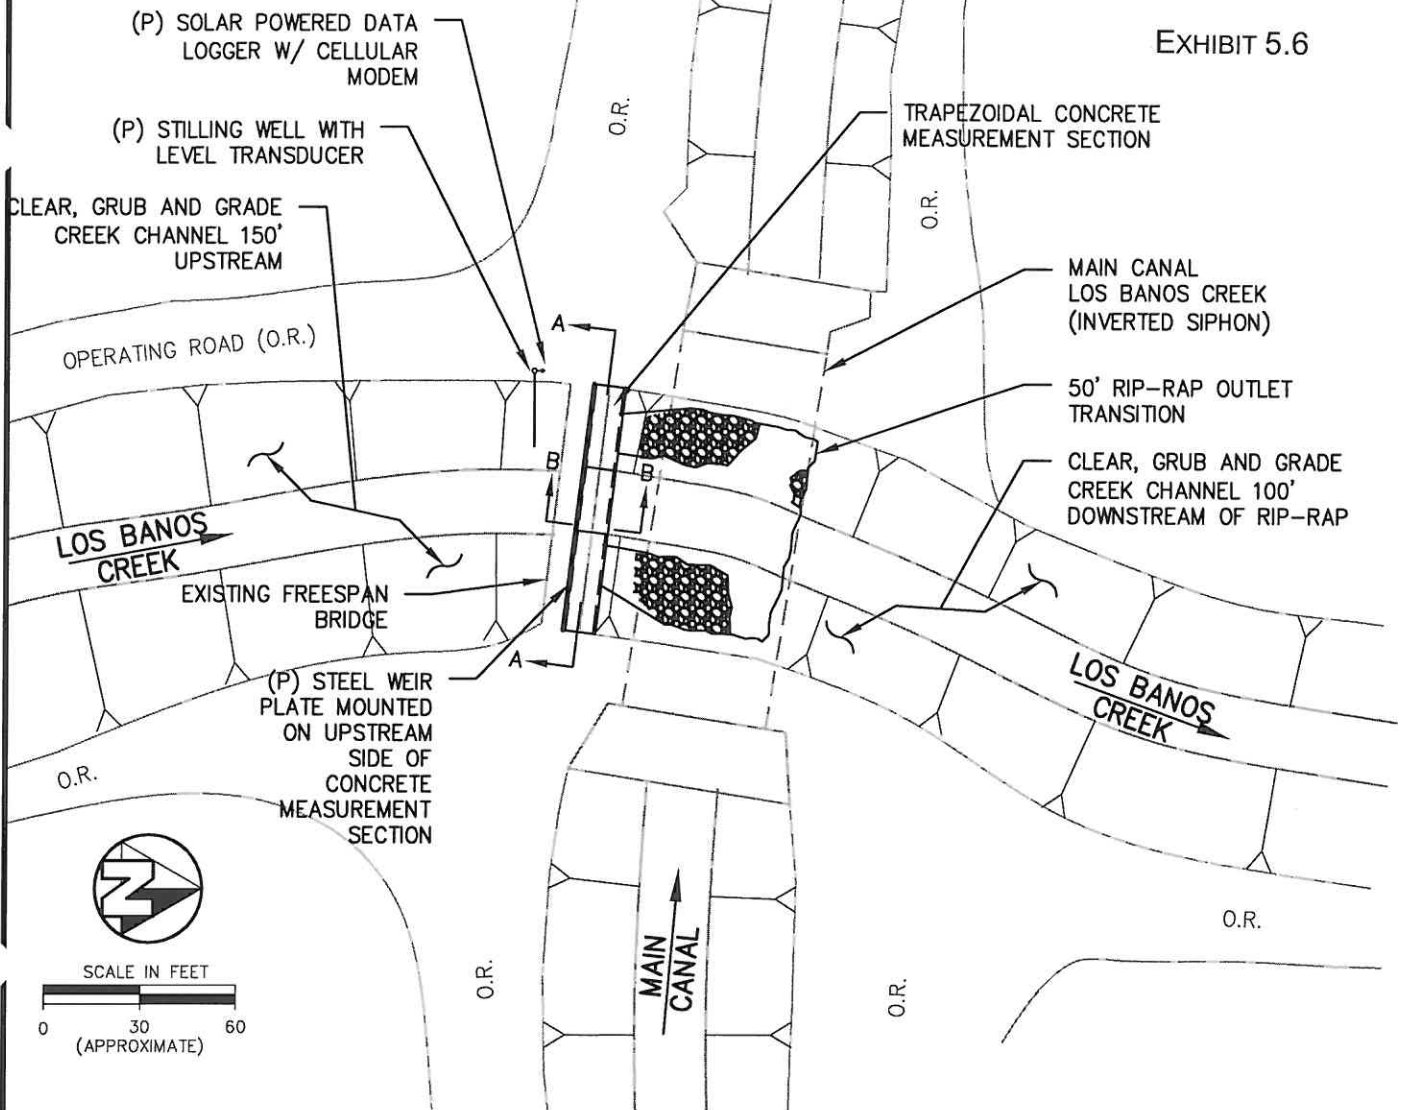 EXHIBIT 5.6
(P) SOLAR POWERED DATA
LOGGER W/ CELLULAR
MODEM
(P) STILLING WELL WITH
LEVEL TRANSDUCER
CLEAR, GRUB AND GRADE
CREEK CHANNEL 150'
UPSTREAM
O.R.
TRAPEZOIDAL CONCRETE
MEASUREMENT SECTION
O.R.
MAIN CANAL
LOS BANOS CREEK
(INVERTED SIPHON)
OPERATING ROAD (O.R.)
A
50' RIP-RAP OUTLET
TRANSITION
B
B
CLEAR, GRUB AND GRADE
CREEK CHANNEL 100'
DOWNSTREAM OF RIP-RAP
LOS BANOS
CREEK
EXISTING FREESPAN
BRIDGE
A
(P) STEEL WEIR
PLATE MOUNTED
ON UPSTREAM
SIDE OF
CONCRETE
MEASUREMENT
SECTION
LOS BANOS
CREEK
O.R.
N
MAIN
CANAL
O.R.
O.R.
O.R.
SCALE IN FEET
0 30 60
(APPROXIMATE)